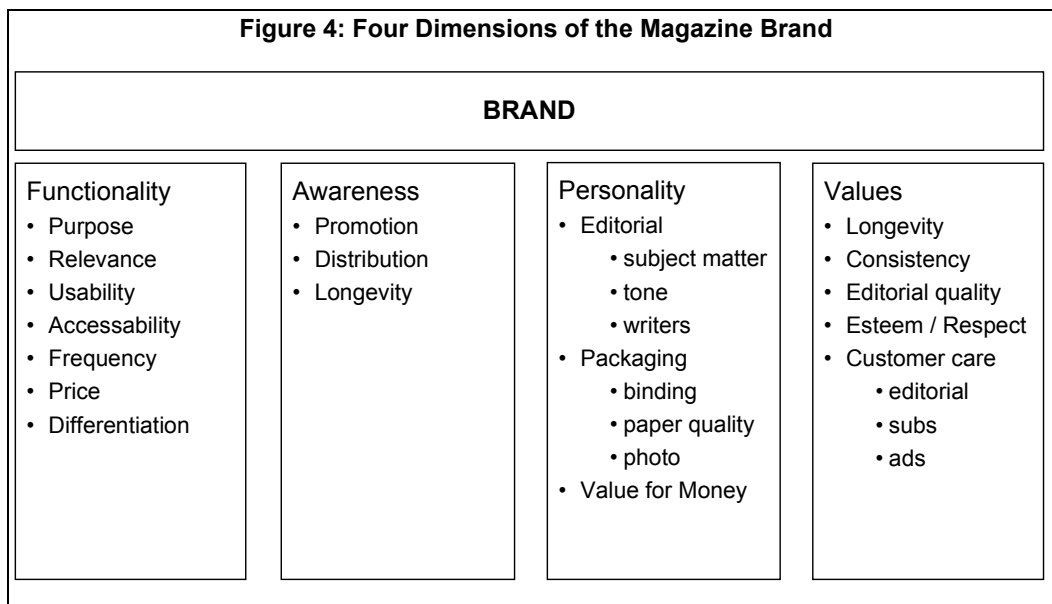 Figure 4: Four Dimensions of the Magazine Brand
BRAND
Functionality
• Purpose
• Relevance
• Usability
• Accessability
• Frequency
• Price
• Differentiation
Awareness
• Promotion
• Distribution
• Longevity
Personality
• Editorial
• subject matter
• tone
• writers
• Packaging
• binding
• paper quality
• photo
• Value for Money
Values
• Longevity
• Consistency
• Editorial quality
• Esteem / Respect
• Customer care
• editorial
• subs
• ads